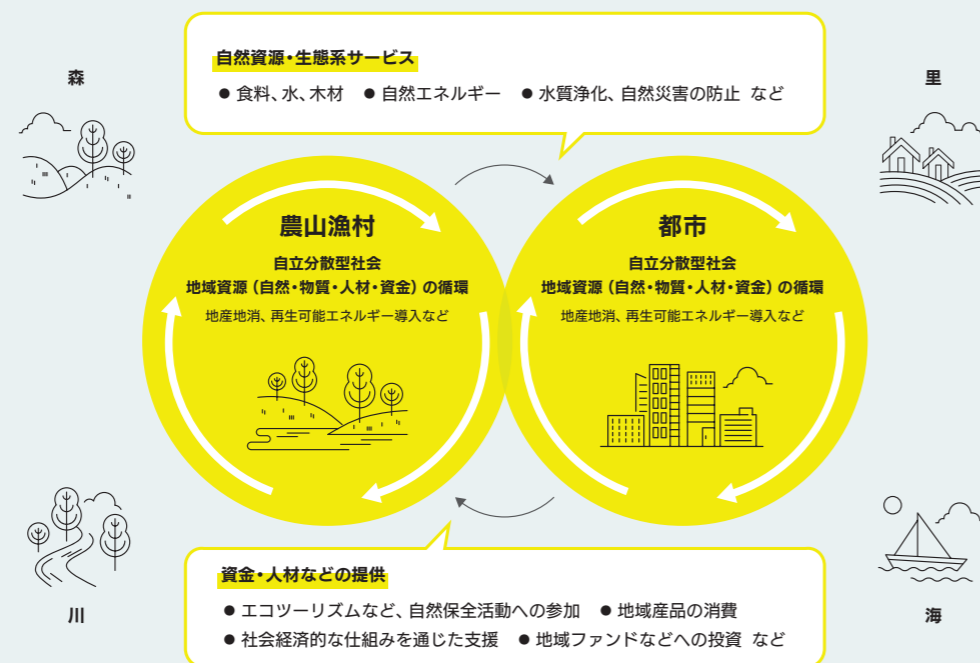 自然資源・生態系サービス
● 食料、水、木材 ● 自然エネルギー ● 水質浄化、自然災害の防止 など
森
里
農山漁村
自立分散型社会
地域資源（自然・物質・人材・資金）の循環
地産地消、再生可能エネルギー導入など
都市
自立分散型社会
地域資源（自然・物質・人材・資金）の循環
地産地消、再生可能エネルギー導入など
川
海
資金・人材などの提供
● エコツーリズムなど、自然保全活動への参加 ● 地域産品の消費
● 社会経済的な仕組みを通じた支援 ● 地域ファンドなどへの投資 など